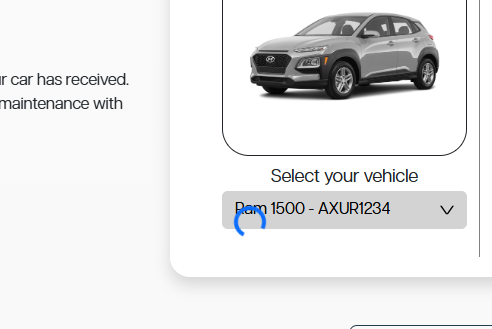 r car has received.
maintenance with
Select your vehicle
Ram 1500 - AXUR1234